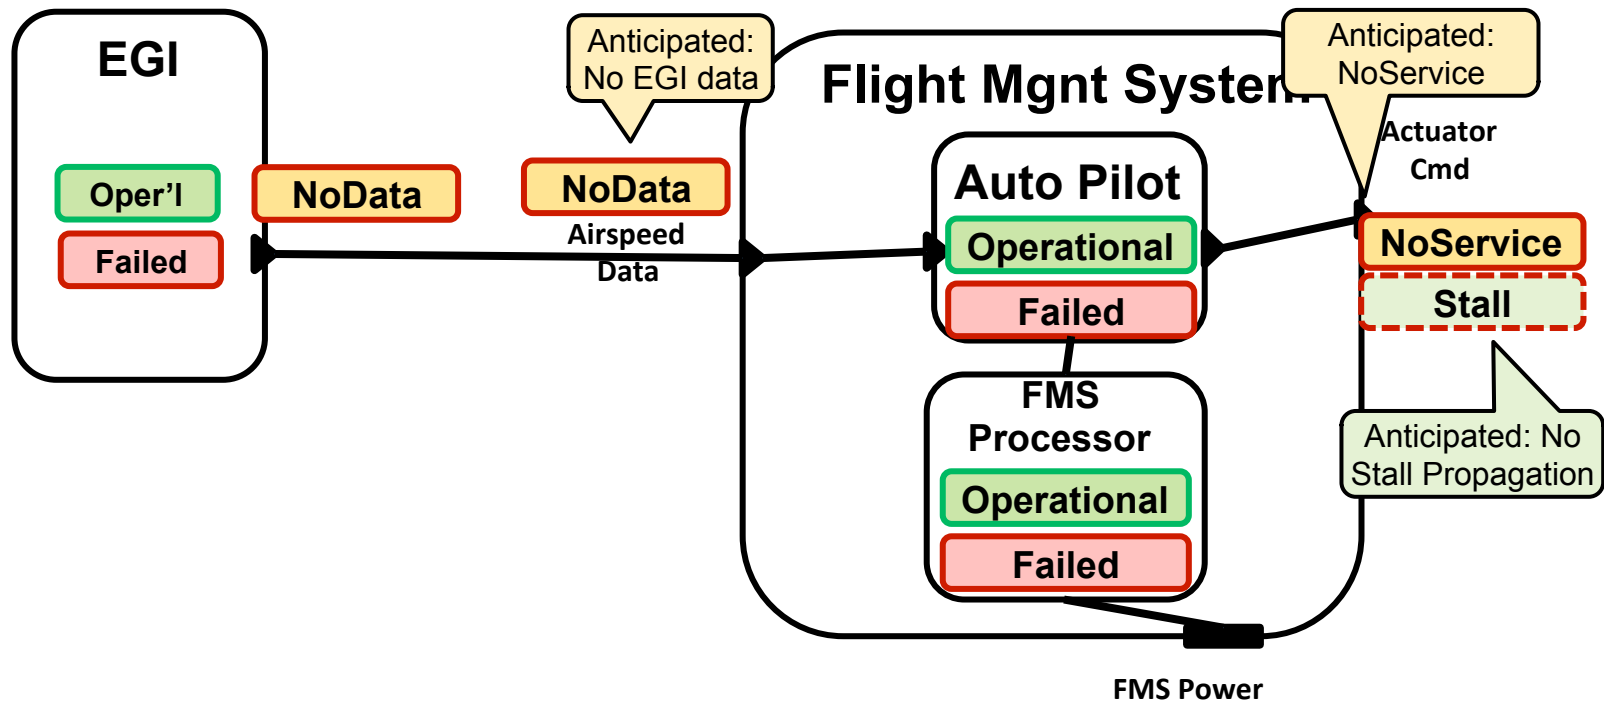 EGI
Oper'l
Failed
NoData
Anticipated:
No EGI data
NoData
Airspeed
Data
Flight Mgnt System
Auto Pilot
Operational
Failed
FMS
Processor
Operational
Failed
FMS Power
Anticipated:
NoService
Actuator
Cmd
NoService
Stall
Anticipated: No
Stall Propagation